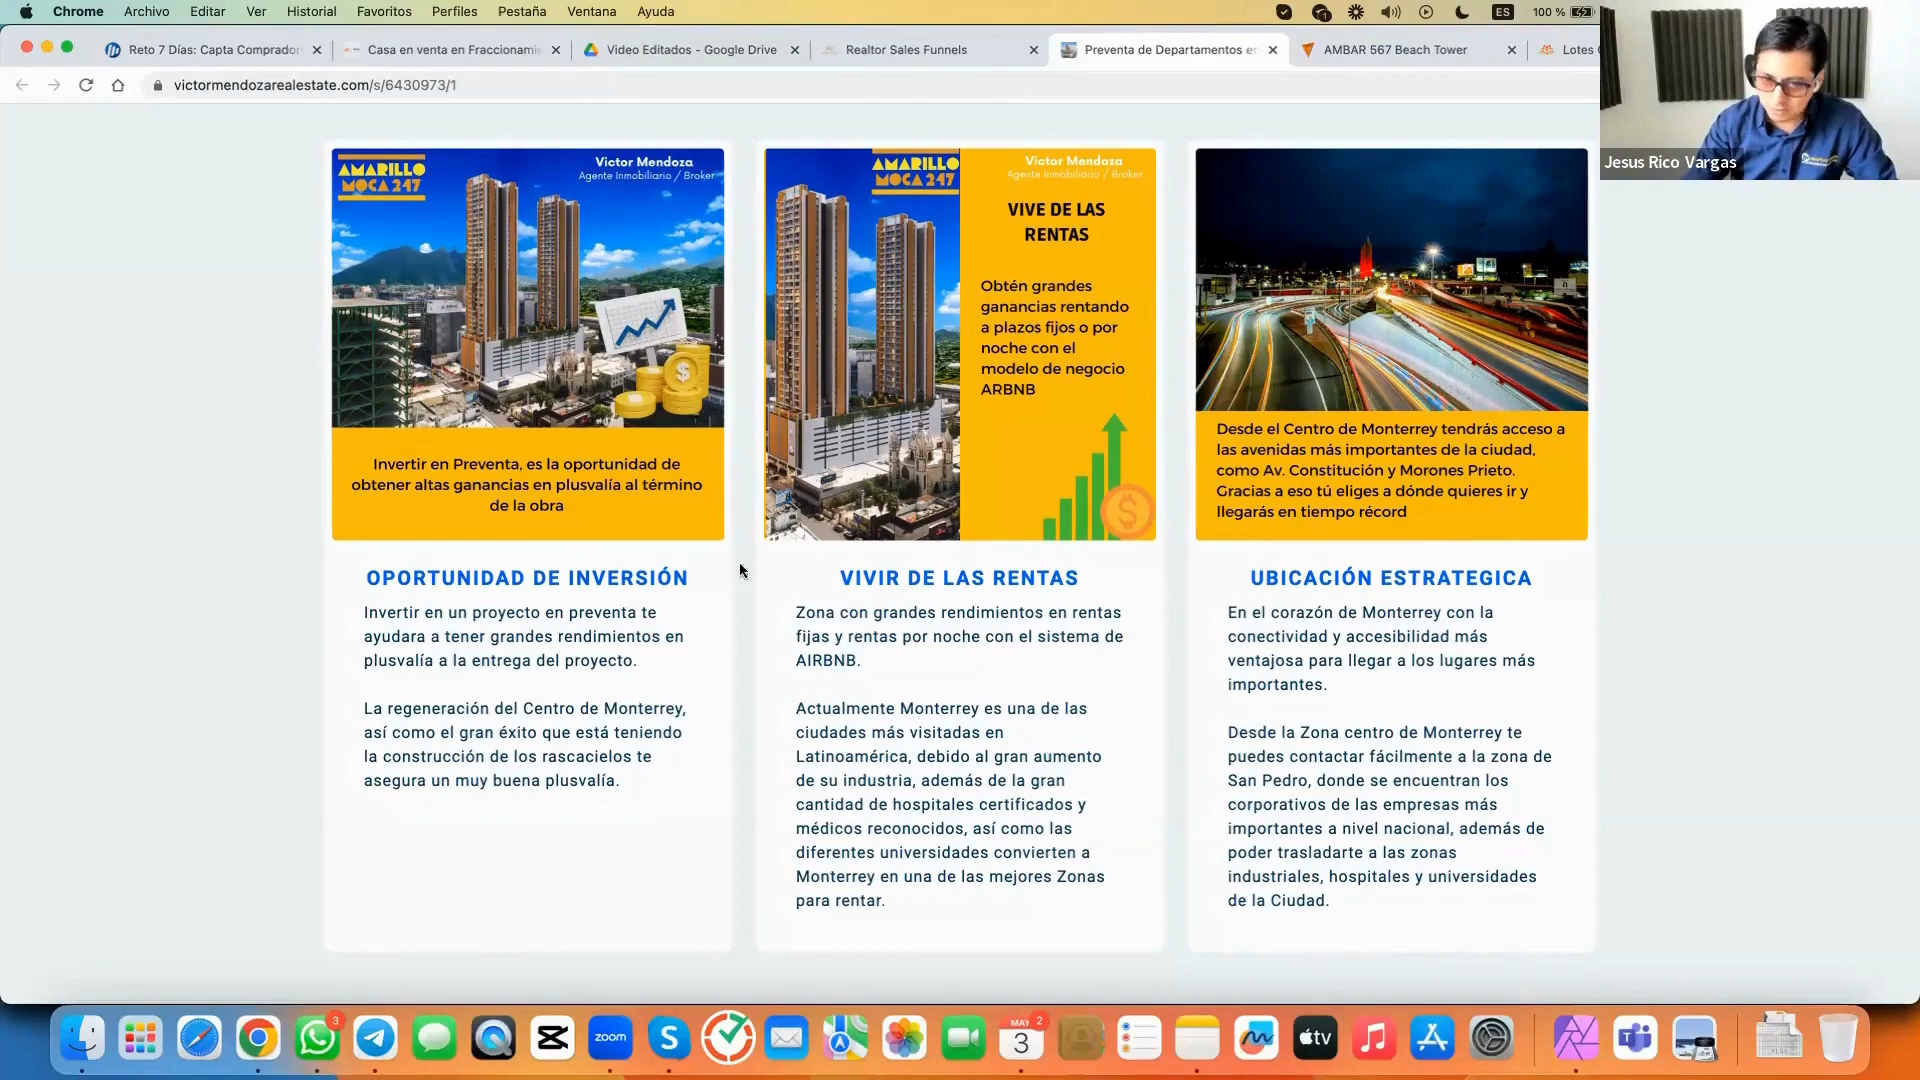 Chrome Archivo Editar Ver Historial Favoritos Perfiles Pestaña Ventana Ayuda
1 ES 100 %
Reto 7 Días: Capta Comprador
Casa en venta en Fraccionamie
Video Editados - Google Drive
Realtor Sales Funnels
Preventa de Departamentos en
AMBAR 567 Beach Tower
Lotes
victormendozarealestate.com/s/6430973/1
Jesus Rico Vargas
AMARILLO
MOCA 247
Victor Mendoza
Agente Inmobiliario / Broker
Invertir en Preventa, es la oportunidad de
obtener altas ganancias en plusvalía al término
de la obra
OPORTUNIDAD DE INVERSIÓN
Invertir en un proyecto en preventa te
ayudara a tener grandes rendimientos en
plusvalía a la entrega del proyecto.
La regeneración del Centro de Monterrey,
así como el gran éxito que está teniendo
la construcción de los rascacielos te
asegura un muy buena plusvalía.
AMARILLO
MOCA 247
Victor Mendoza
Agente Inmobiliario / Broker
VIVE DE LAS
RENTAS
Obtén grandes
ganancias rentando
a plazos fijos o por
noche con el
modelo de negocio
ARBNB
VIVIR DE LAS RENTAS
Zona con grandes rendimientos en rentas
fijas y rentas por noche con el sistema de
AIRBNB.
Actualmente Monterrey es una de las
ciudades más visitadas en
Latinoamérica, debido al gran aumento
de su industria, además de la gran
cantidad de hospitales certificados y
médicos reconocidos, así como las
diferentes universidades convierten a
Monterrey en una de las mejores Zonas
para rentar.
Desde el Centro de Monterrey tendrás acceso a
las avenidas más importantes de la ciudad,
como Av. Constitución y Morones Prieto.
Gracias a eso tú eliges a dónde quieres ir y
llegarás en tiempo récord
UBICACIÓN ESTRATEGICA
En el corazón de Monterrey con la
conectividad y accesibilidad más
ventajosa para llegar a los lugares más
importantes.
Desde la Zona centro de Monterrey te
puedes contactar fácilmente a la zona de
San Pedro, donde se encuentran los
corporativos de las empresas más
importantes a nivel nacional, además de
poder trasladarte a las zonas
industriales, hospitales y universidades
de la Ciudad.
3
zoom
MAY
3
2
tv
XLSX